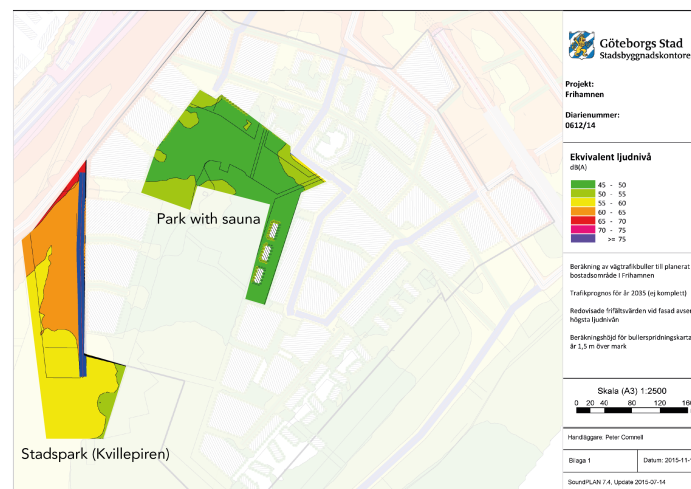 Göteborgs Stad
Stadsbyggnadskontore
Projekt:
Frihamnen
Diarienummer:
0612/14
Ekvivalent ljudnivå
dB(A)
45 - 50
50 - 55
55 - 60
60 - 65
65 - 70
70 - 75
>= 75
Beräkning av vägtrafikbuller till planerat
bostadsområde I Frihamnen
Trafikprognos för år 2035 (ej komplett)
Redovisade frifältsvärden vid fasad avser
högsta ljudnivån
Beräkningshöjd för bullerspridningskarta
är 1,5 m över mark
Skala (A3) 1:2500
0 20 40 80 120 160
Handläggare: Peter Comnell
Bilaga 1
Datum: 2015-11-
SoundPLAN 7.4, Update 2015-07-14
Park with sauna
Stadspark (Kvillepiren)